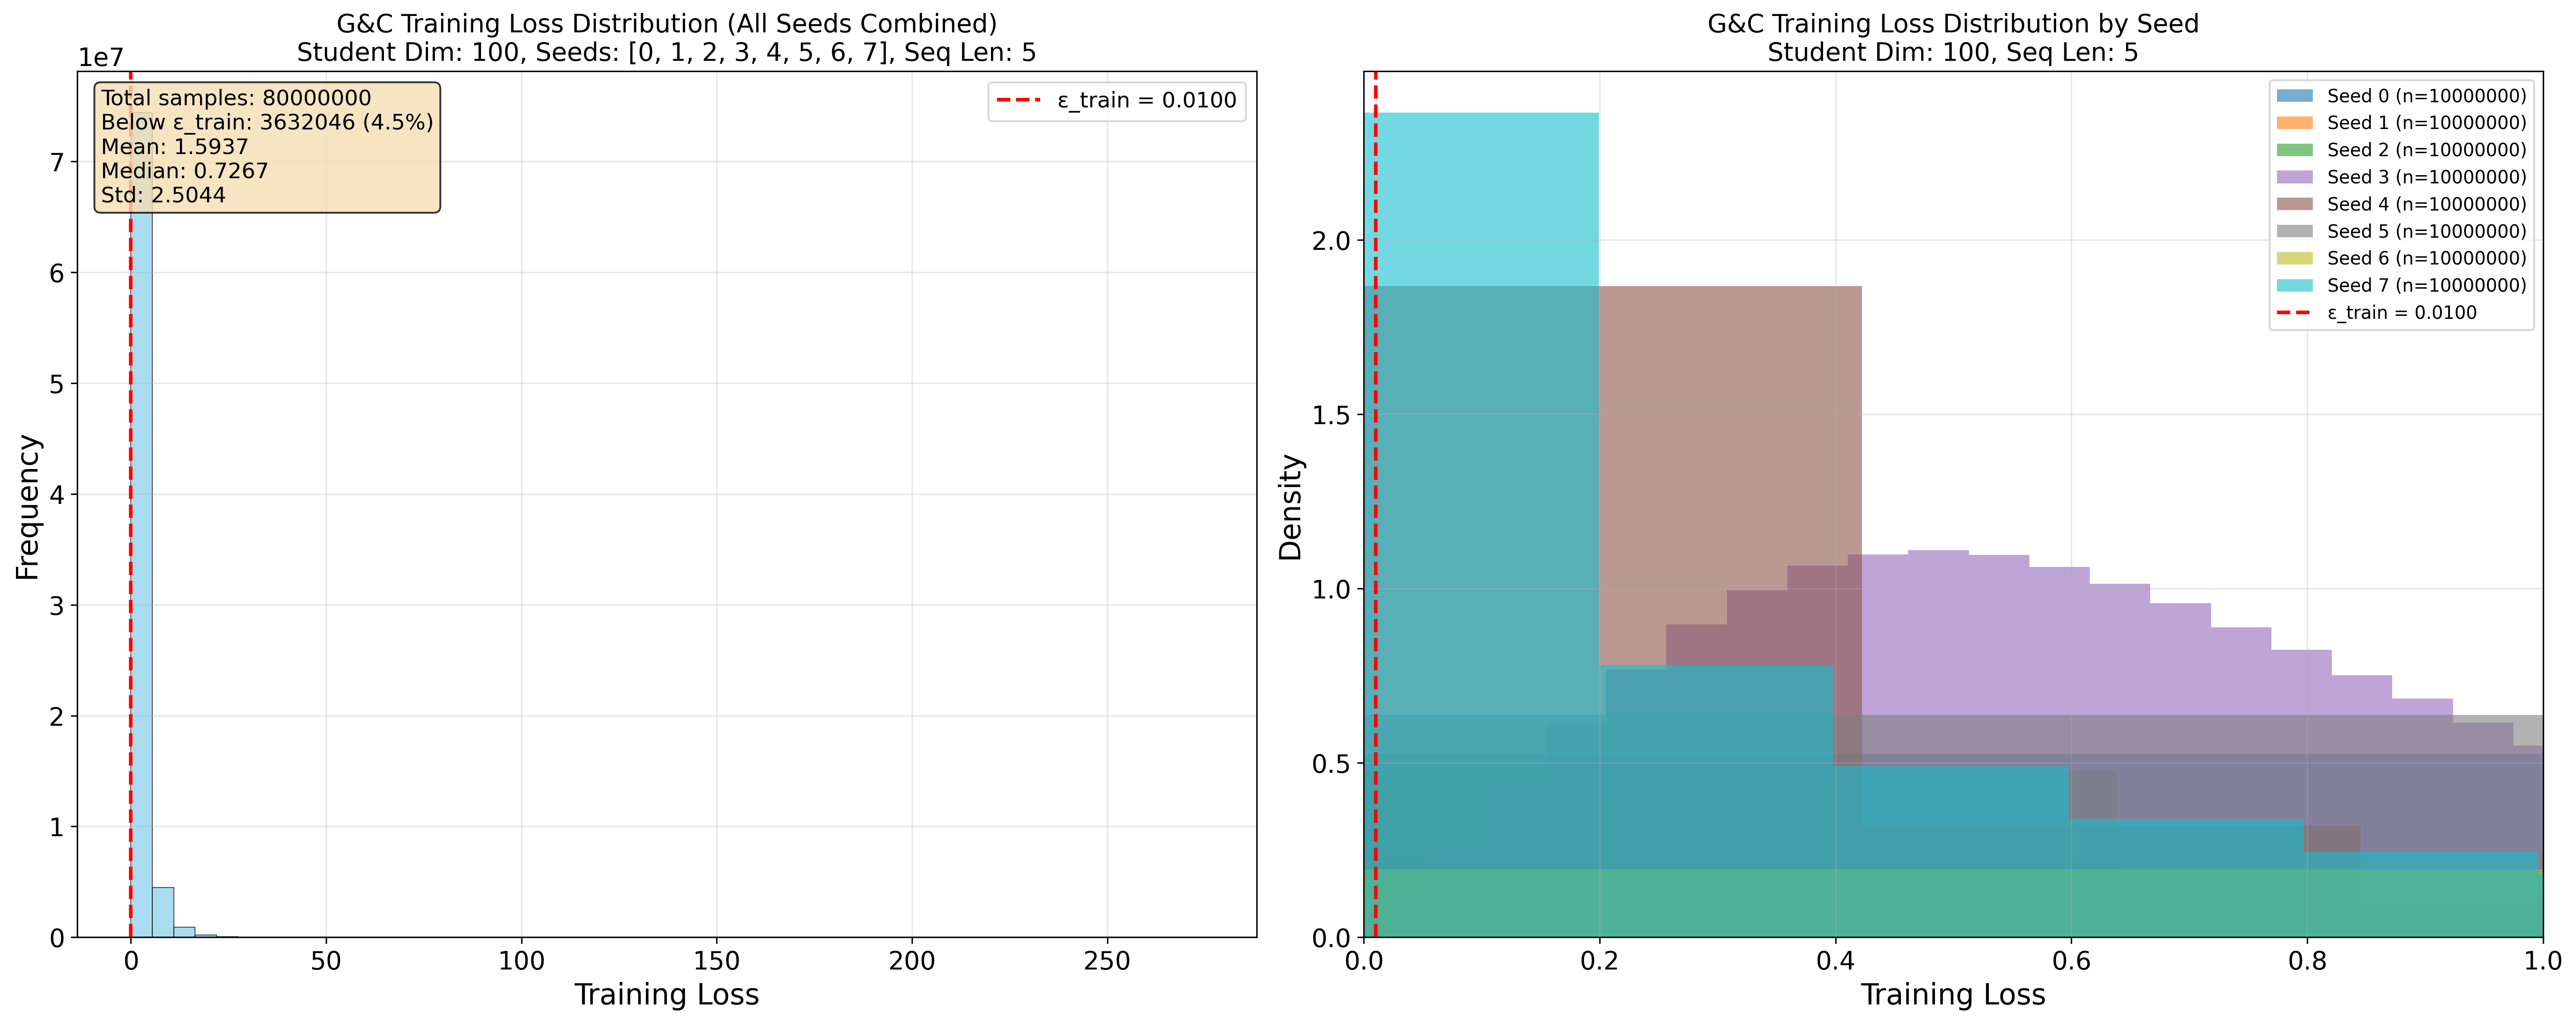 G&C Training Loss Distribution (All Seeds Combined)
Student Dim: 100, Seeds: [0, 1, 2, 3, 4, 5, 6, 7], Seq Len: 5
1e7
Total samples: 80000000
Below ε_train: 3632046 (4.5%)
Mean: 1.5937
Median: 0.7267
Std: 2.5044
ε_train = 0.0100
7
6
5
4
3
2
1
0
Frequency
0
50
100
150
200
250
Training Loss
G&C Training Loss Distribution by Seed
Student Dim: 100, Seq Len: 5
Seed 0 (n=10000000)
Seed 1 (n=10000000)
Seed 2 (n=10000000)
Seed 3 (n=10000000)
Seed 4 (n=10000000)
Seed 5 (n=10000000)
Seed 6 (n=10000000)
Seed 7 (n=10000000)
ε_train = 0.0100
2.0
1.5
1.0
0.5
0.0
Density
0.0
0.2
0.4
0.6
0.8
1.0
Training Loss